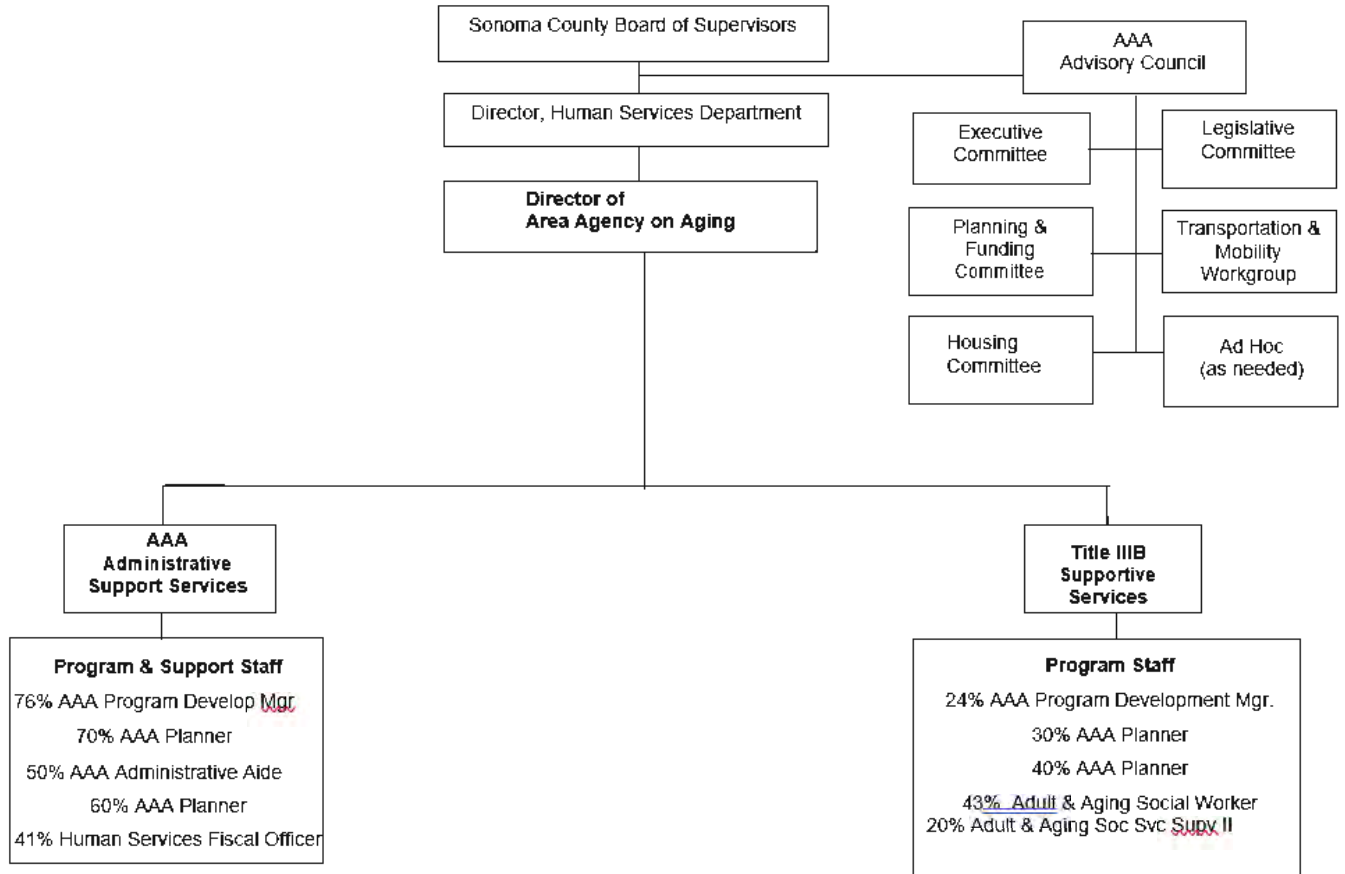 Sonoma County Board of Supervisors
AAA
Advisory Council
Director, Human Services Department
Executive
Committee
Legislative
Committee
Director of
Area Agency on Aging
Planning &
Funding
Committee
Transportation &
Mobility
Workgroup
Housing
Committee
Ad Hoc
(as needed)
AAA
Administrative
Support Services
Title IIIB
Supportive
Services
Program & Support Staff
76% AAA Program Develop Mgr
70% AAA Planner
50% AAA Administrative Aide
60% AAA Planner
41% Human Services Fiscal Officer
Program Staff
24% AAA Program Development Mgr.
30% AAA Planner
40% AAA Planner
43% Adult & Aging Social Worker
20% Adult & Aging Soc Svc Supv II